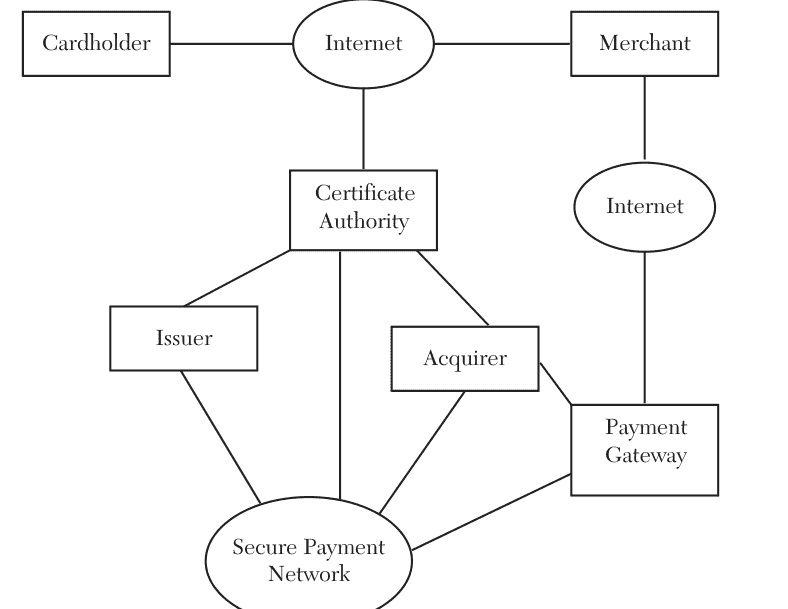 Cardholder
Internet
Merchant
Certificate
Authority
Internet
Issuer
Acquirer
Payment
Gateway
Secure Payment
Network